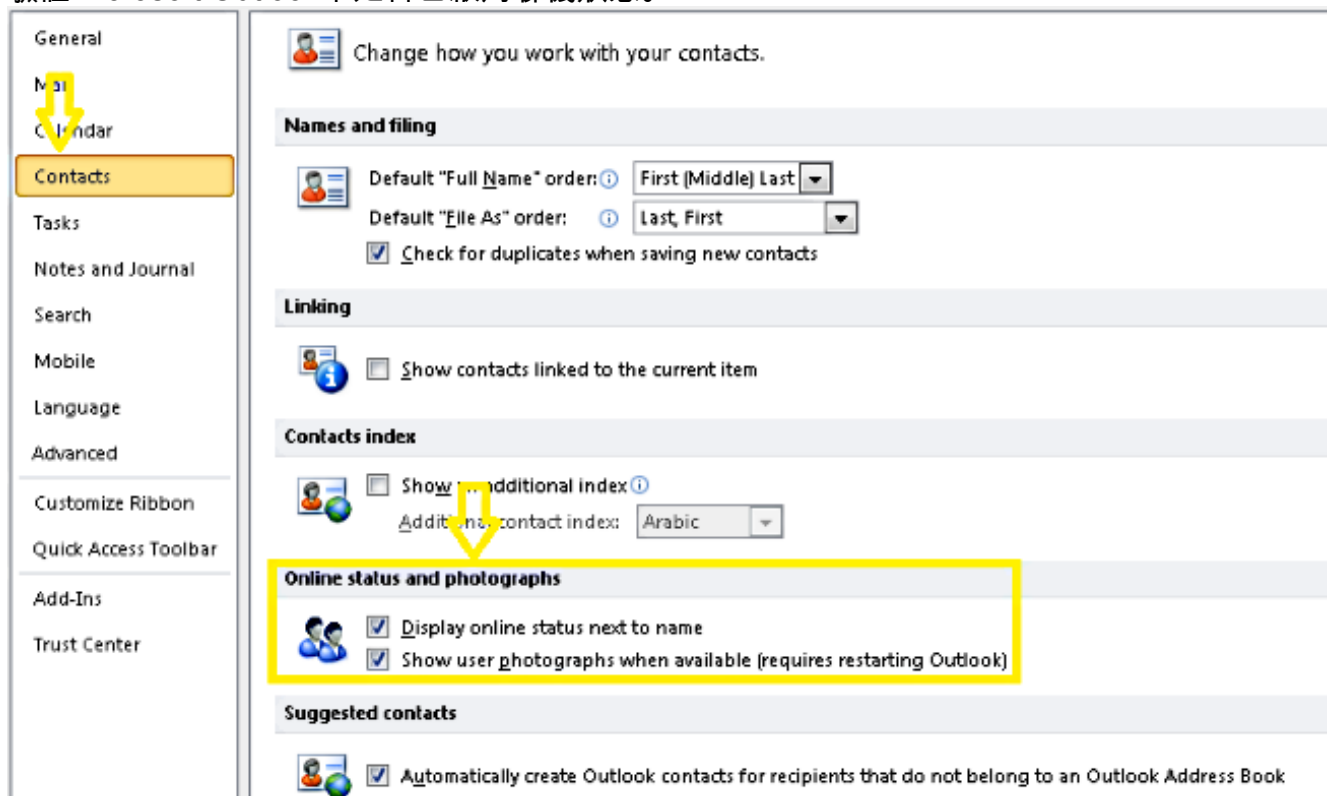 General
Change how you work with your contacts.
Names and filing
Calendar
Contacts
Default "Full Name" order:
First (Middle) Last
Tasks
Default "File As" order:
Last, First
Notes and Journal
Check for duplicates when saving new contacts
Search
Linking
Mobile
Show contacts linked to the current item
Language
Advanced
Contacts index
Customize Ribbon
Show additional index
Quick Access Toolbar
Additional contact index:
Arabic
Add-Ins
Online status and photographs
Trust Center
Display online status next to name
Show user photographs when available (requires restarting Outlook)
Suggested contacts
Automatically create Outlook contacts for recipients that do not belong to an Outlook Address Book